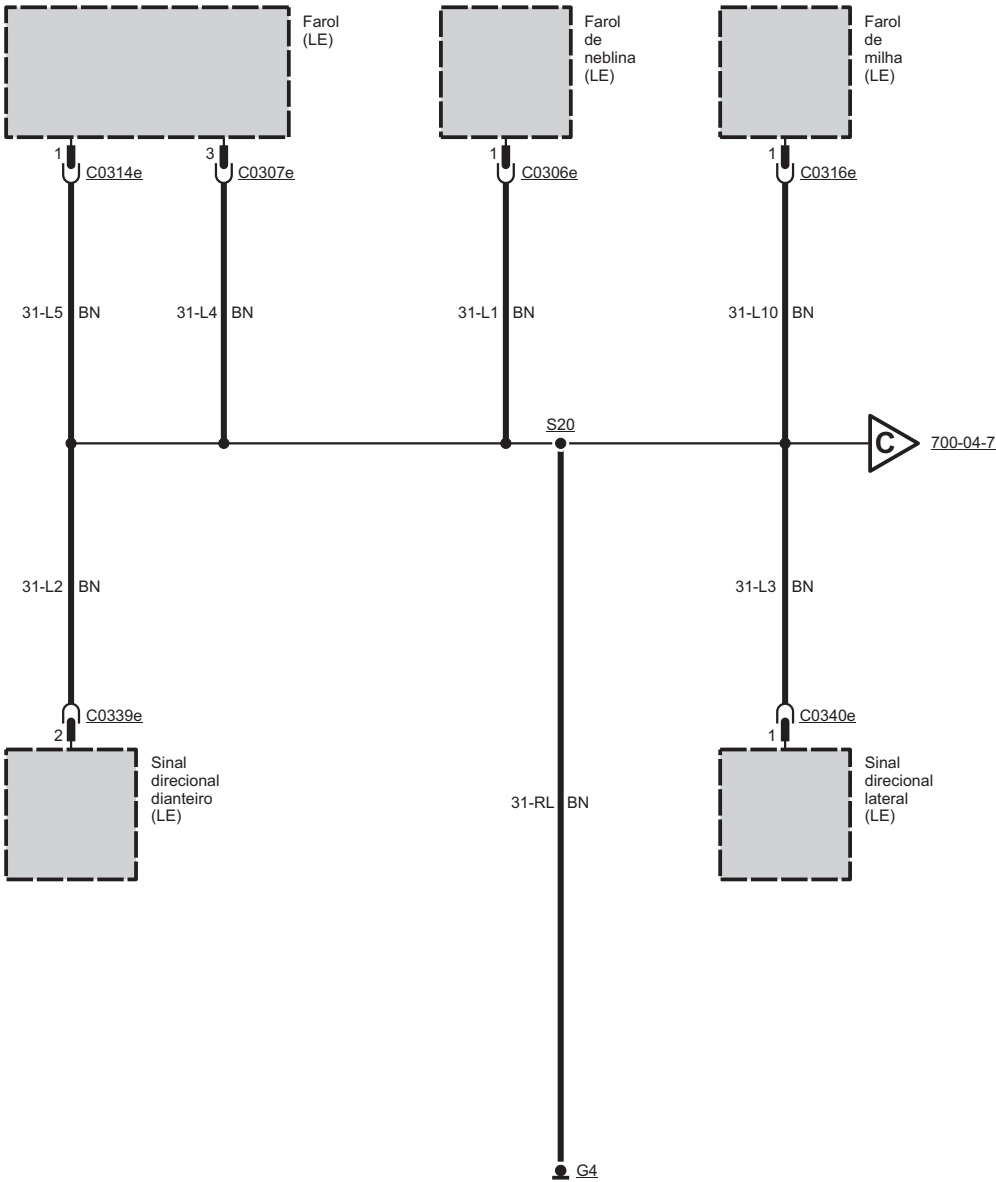 Farol
(LE)
Farol
de
neblina
(LE)
Farol
de
milha
(LE)
1
C0314e
3
C0307e
1
C0306e
1
C0316e
31-L5 BN
31-L4 BN
31-L1 BN
31-L10 BN
S20
C
700-04-7
31-L2 BN
31-L3 BN
C0339e
2
C0340e
1
Sinal
direcional
dianteiro
(LE)
31-RL BN
Sinal
direcional
lateral
(LE)
G4